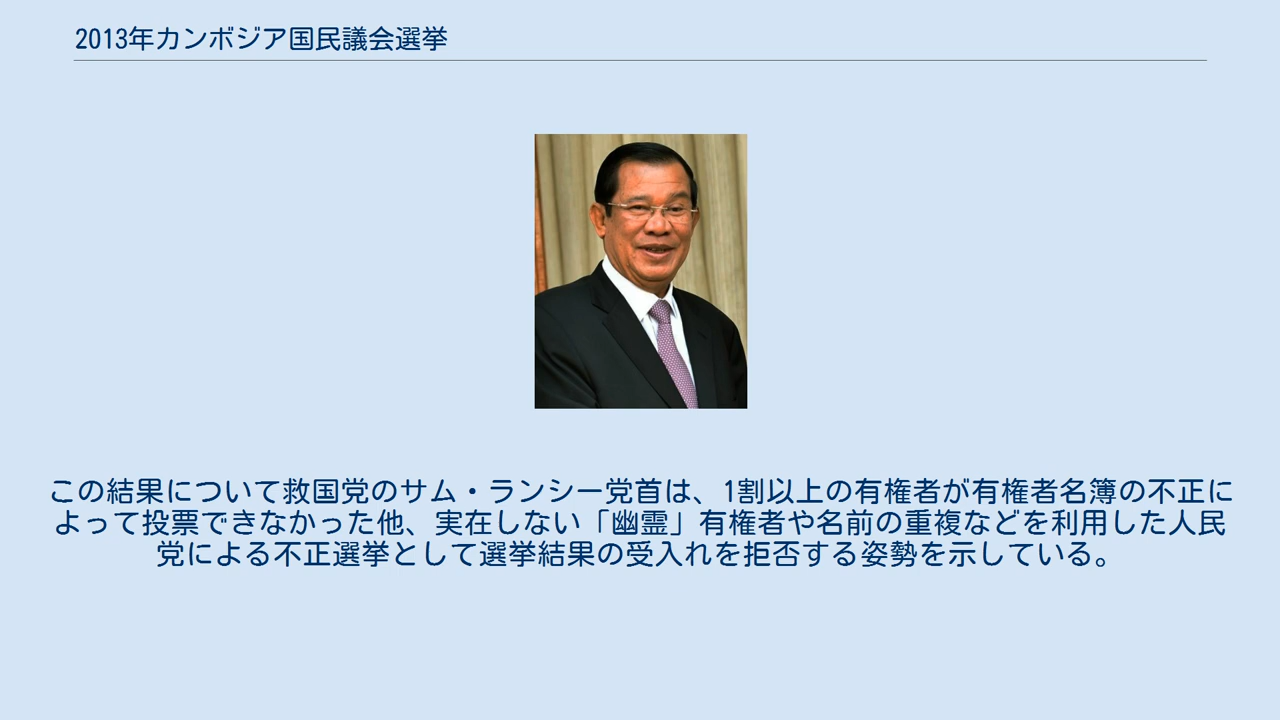 2013年カンボジア国民議会選挙
この結果について救国党のサム・ランシー党首は、1割以上の有権者が有権者名簿の不正に
よって投票できなかった他、実在しない「幽霊」有権者や名前の重複などを利用した人民
党による不正選挙として選挙結果の受入れを拒否する姿勢を示している。